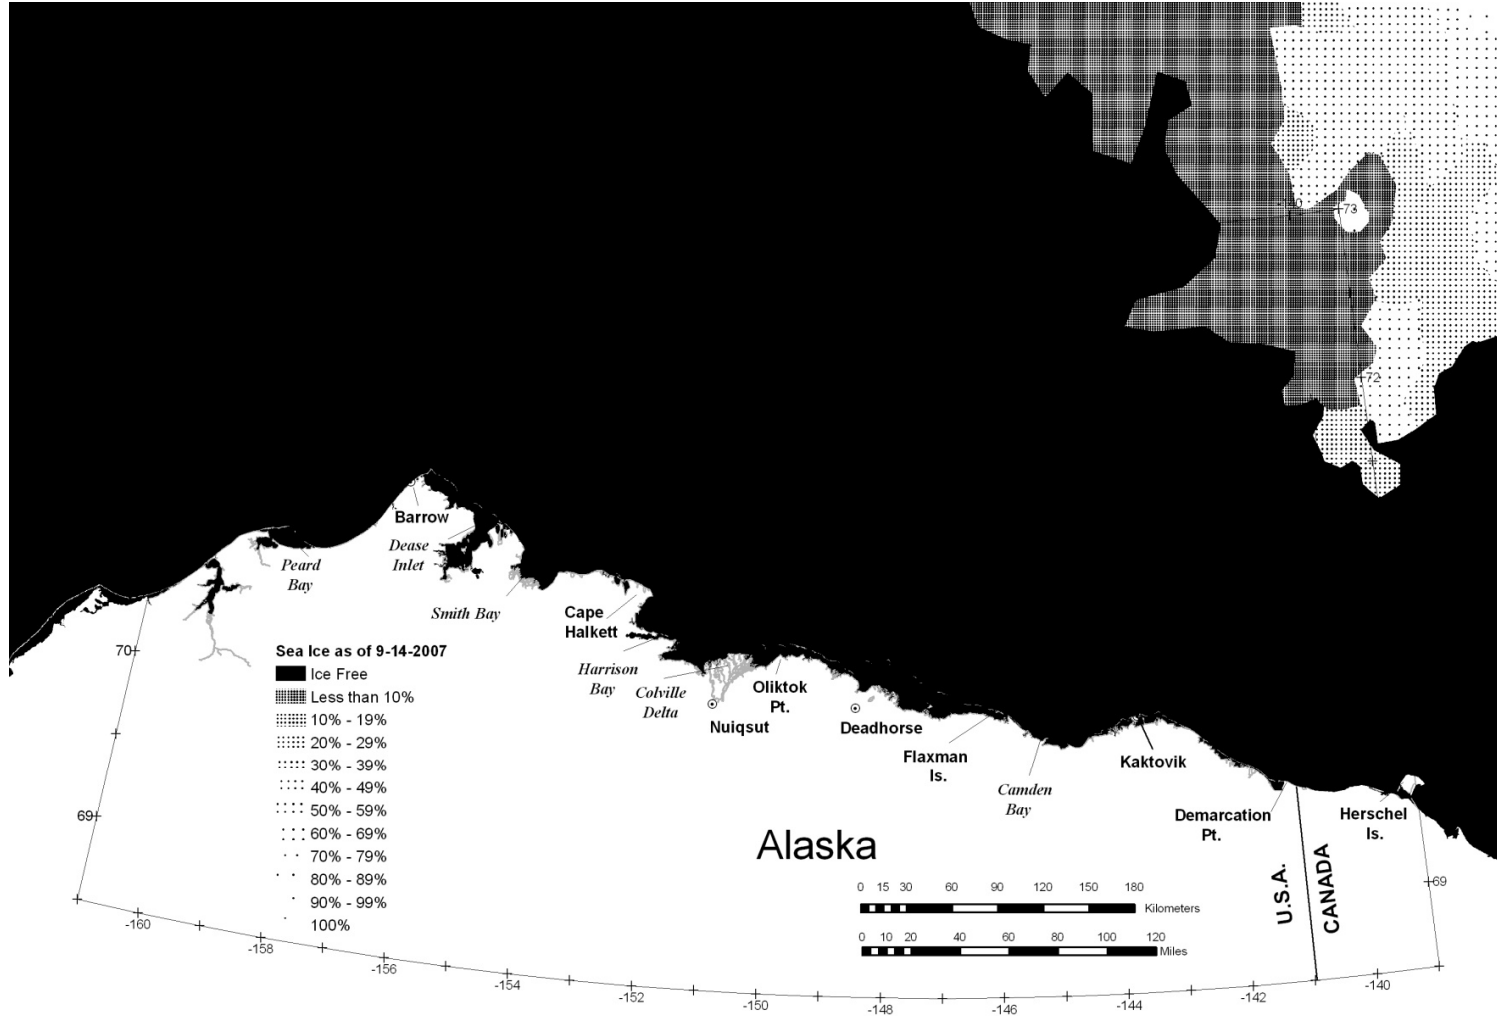 73
72
Barrow
Dease
Inlet
Peard
Bay
Smith Bay
Cape
Halkett
Harrison
Bay
Colville
Delta
Oliktok
Pt.
Nuiqsut
Deadhorse
Flaxman
Is.
Camden
Bay
Kaktovik
Demarcation
Pt.
Herschel
Is.
70
69
Sea Ice as of 9-14-2007
Ice Free
Less than 10%
10% - 19%
20% - 29%
30% - 39%
40% - 49%
50% - 59%
60% - 69%
70% - 79%
80% - 89%
90% - 99%
100%
Alaska
U.S.A.
CANADA
69
0 15 30 60 90 120 150 180
Kilometers
0 10 20 40 60 80 100 120
Miles
-160
-158
-156
-154
-152
-150
-148
-146
-144
-142
-140